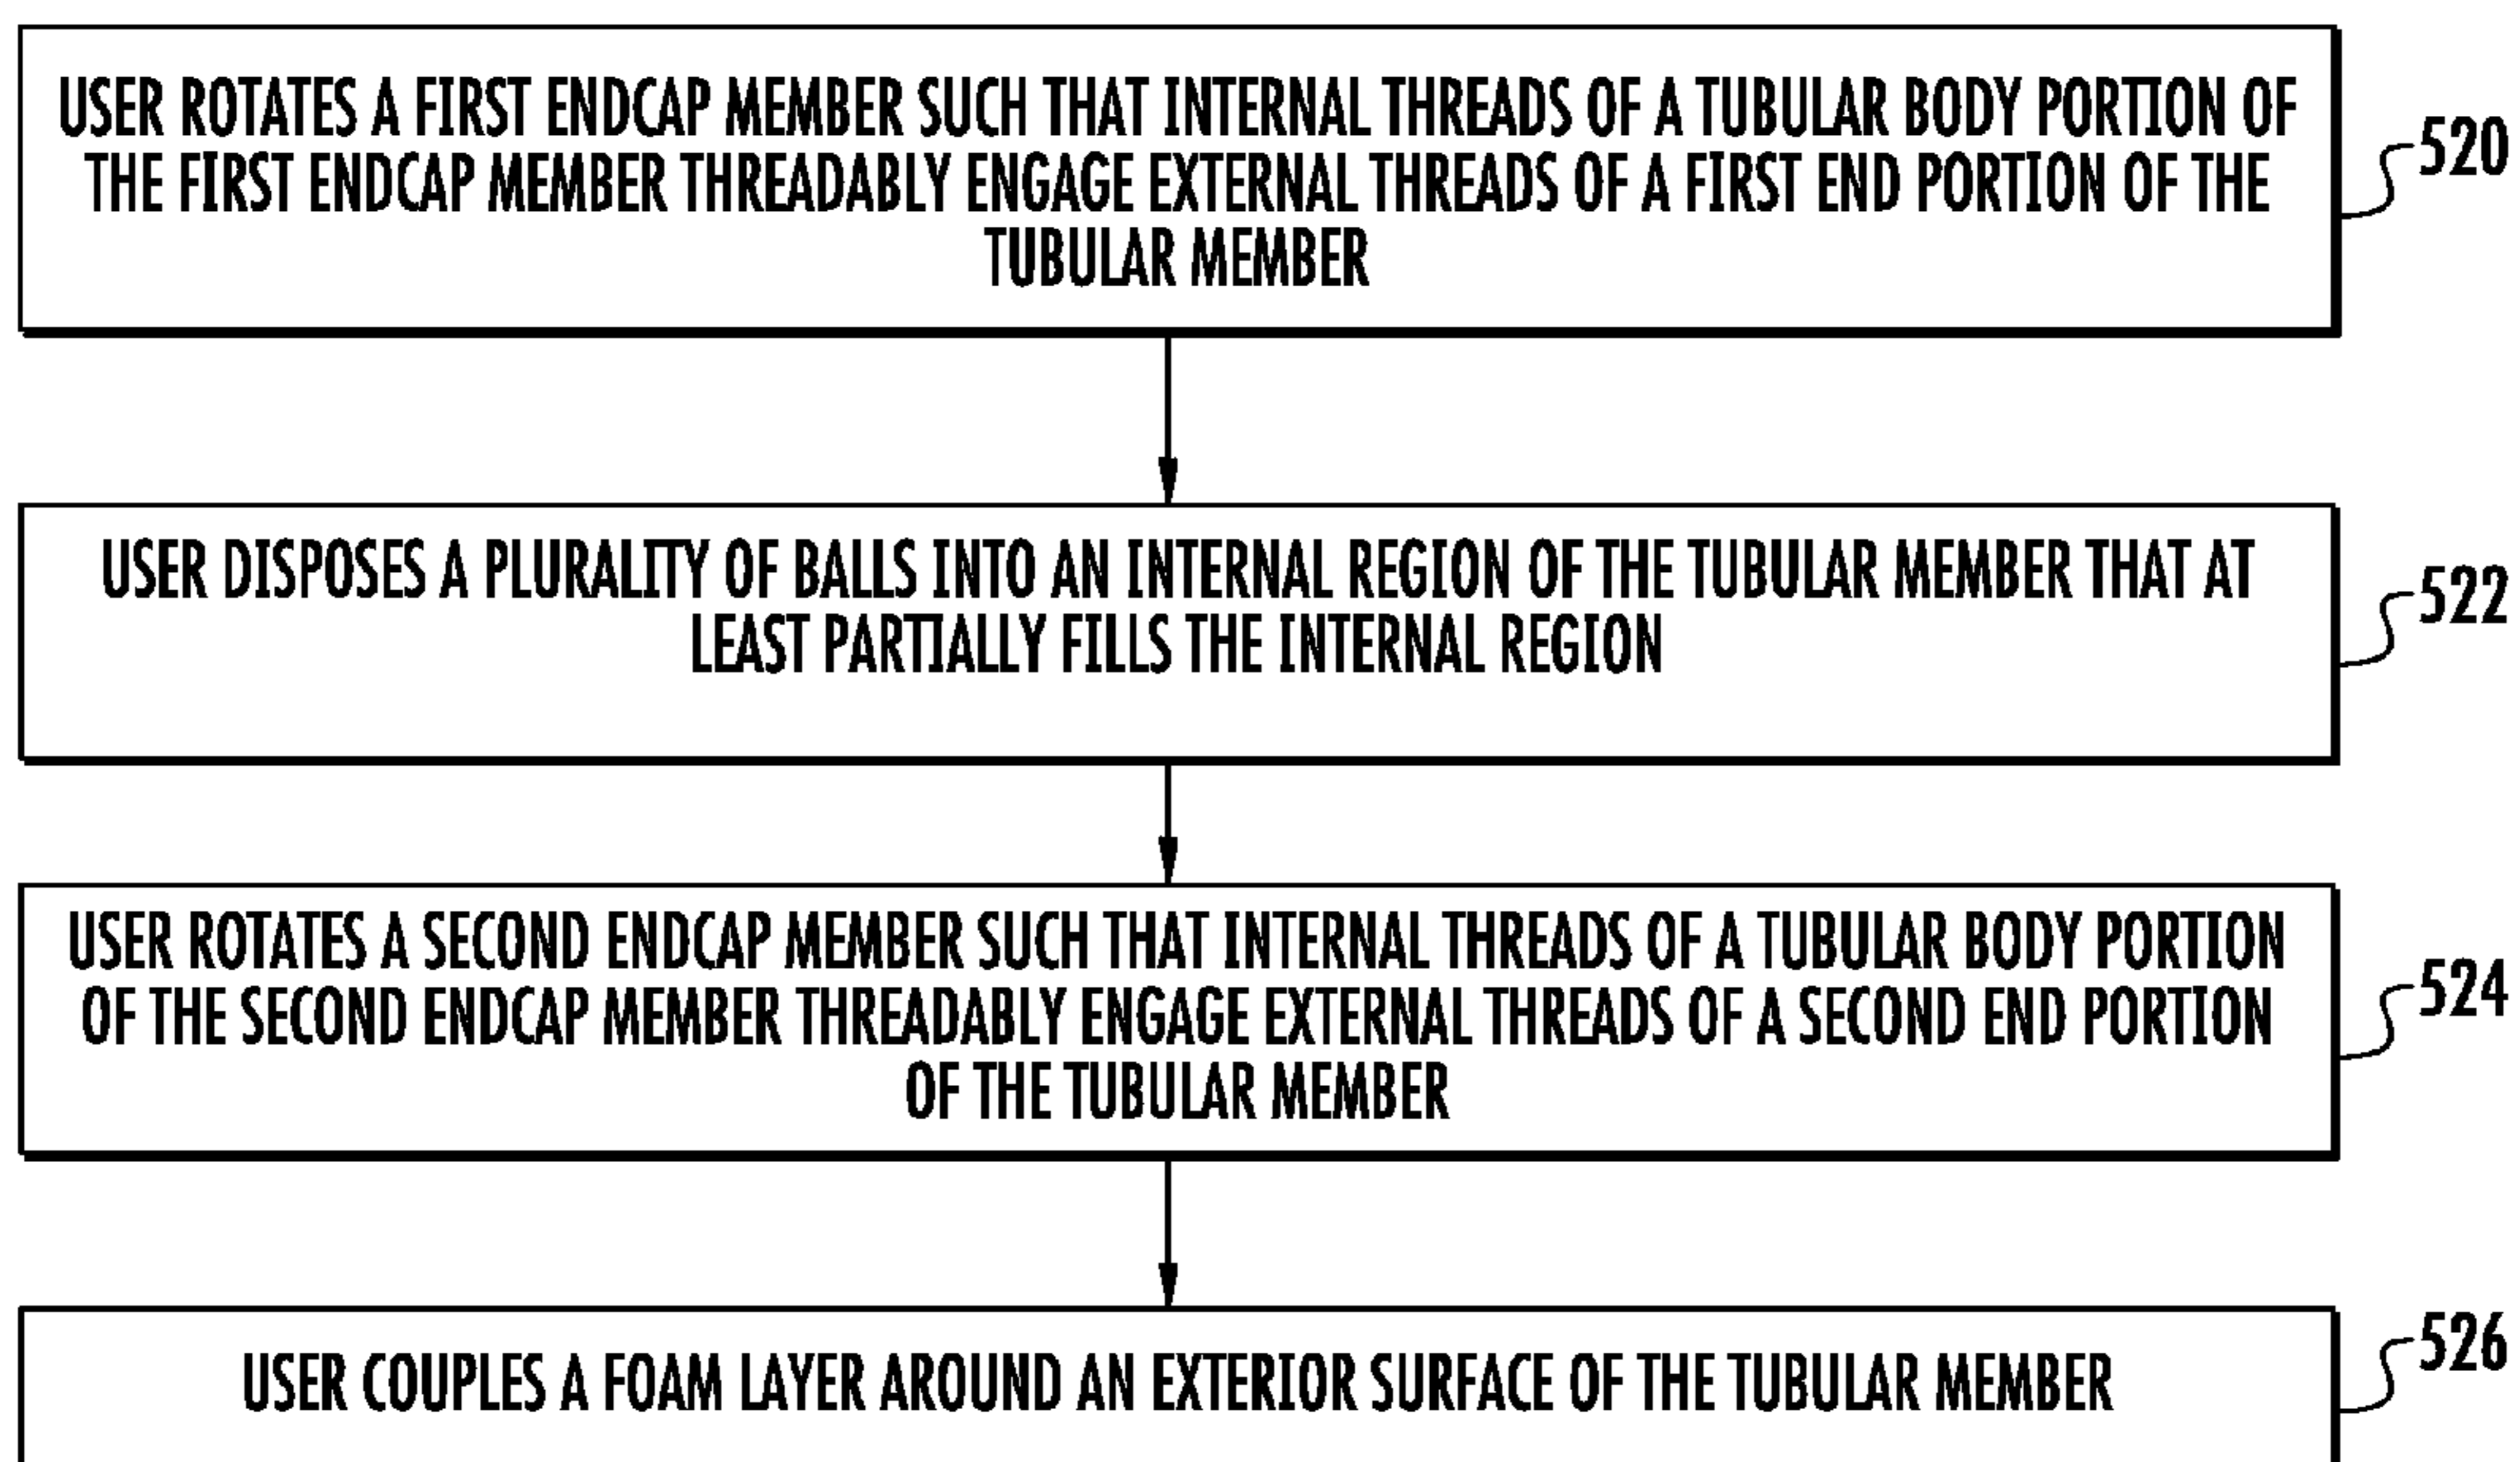 USER ROTATES A FIRST ENDCAP MEMBER SUCH THAT INTERNAL THREADS OF A TUBULAR BODY PORTION OF
THE FIRST ENDCAP MEMBER THREADABLY ENGAGE EXTERNAL THREADS OF A FIRST END PORTION OF THE
TUBULAR MEMBER
520
USER DISPOSES A PLURALITY OF BALLS INTO AN INTERNAL REGION OF THE TUBULAR MEMBER THAT AT
LEAST PARTIALLY FILLS THE INTERNAL REGION
522
USER ROTATES A SECOND ENDCAP MEMBER SUCH THAT INTERNAL THREADS OF A TUBULAR BODY PORTION
OF THE SECOND ENDCAP MEMBER THREADABLY ENGAGE EXTERNAL THREADS OF A SECOND END PORTION
OF THE TUBULAR MEMBER
524
USER COUPLES A FOAM LAYER AROUND AN EXTERIOR SURFACE OF THE TUBULAR MEMBER
526